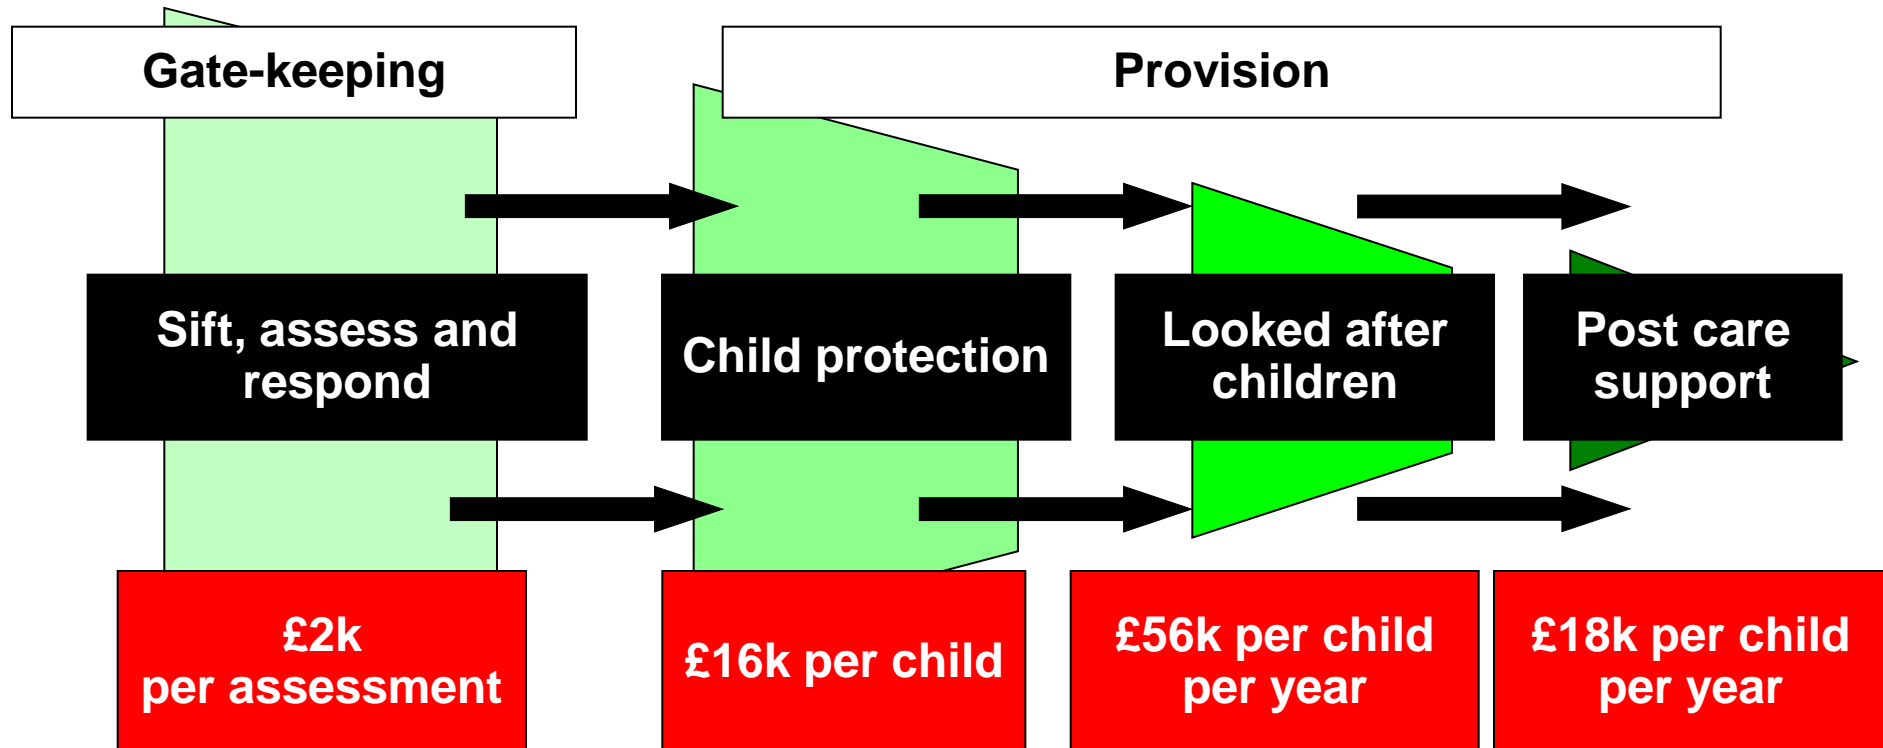 Gate-keeping
Provision
Sift, assess and
respond
Child protection
Looked after
children
Post care
support
£2k
per assessment
£16k per child
£56k per child
per year
£18k per child
per year